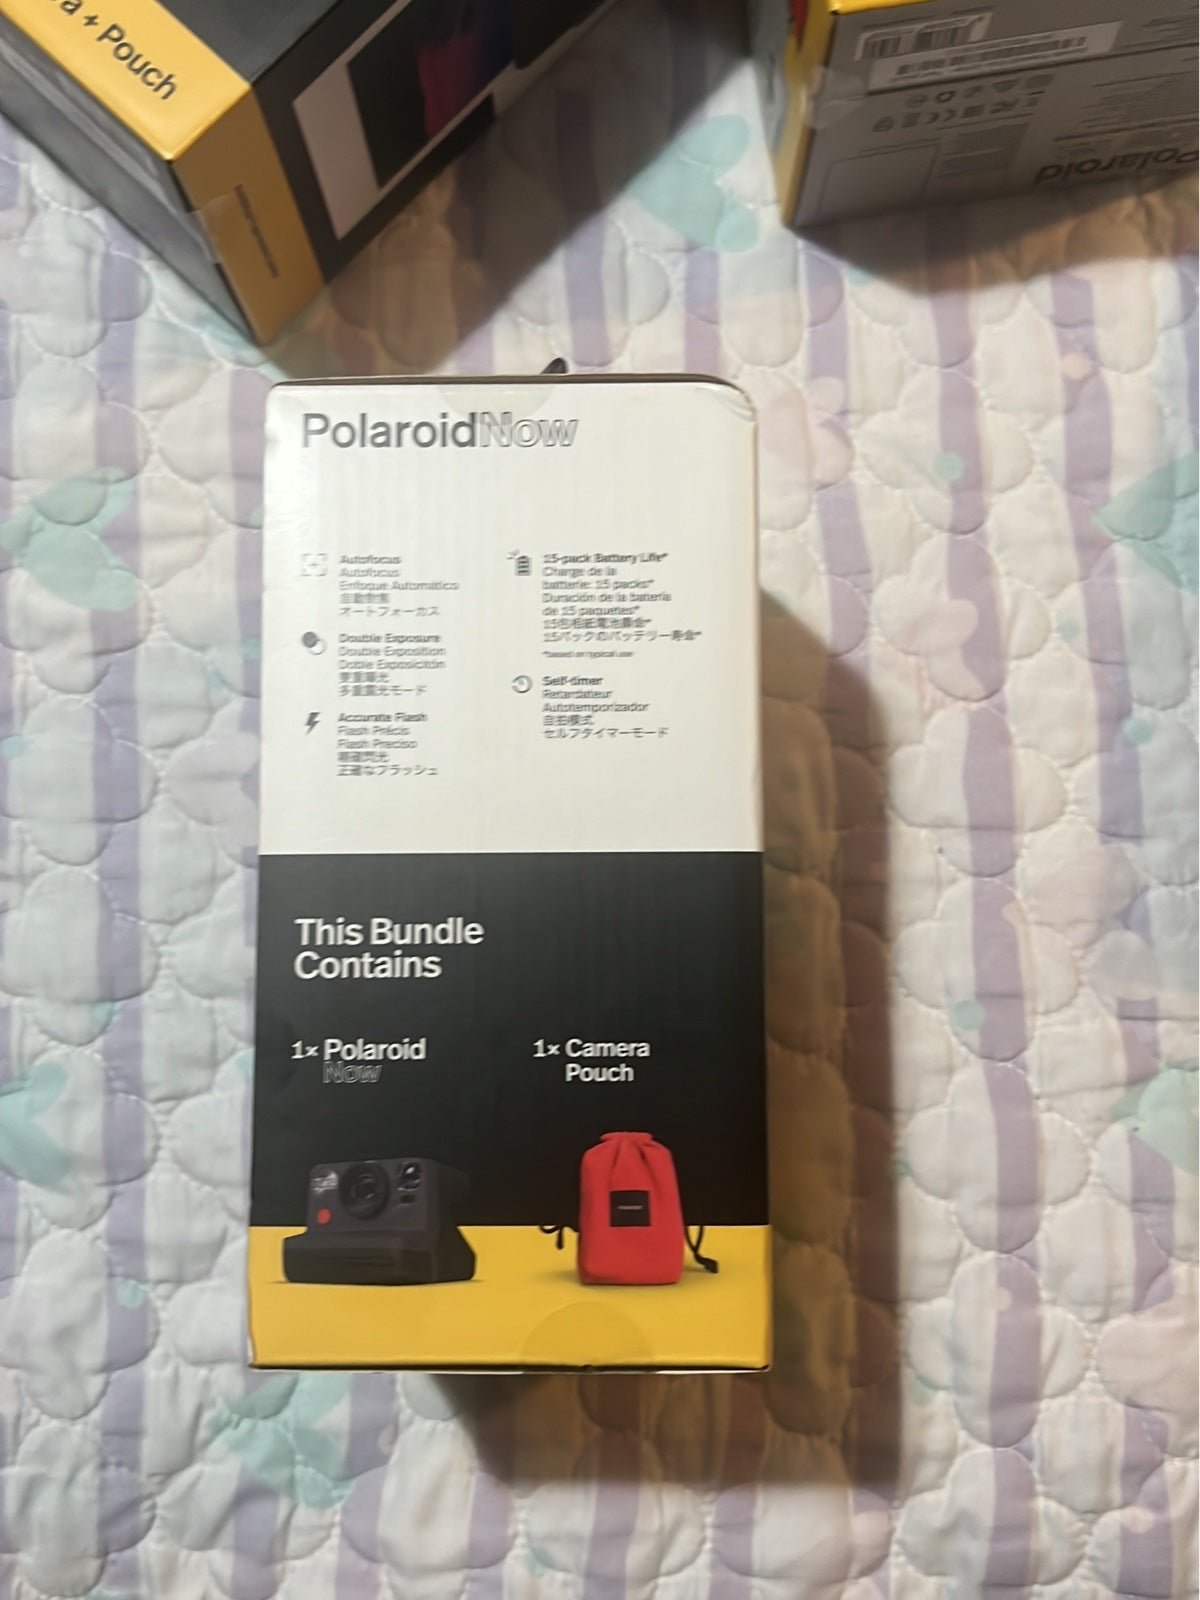 a + Pouch
Polaroid
PolaroidNow
Autofocus
Autofocus
Enfoque Automático
自動對焦
オートフォーカス
Double Exposure
Double Exposition
Doble Exposición
雙重曝光
多重露光モード
Accurate Flash
Flash Précis
Flash Preciso
精確閃光
正確なフラッシュ
15-pack Battery Life*
Charge de la
batterie: 15 packs*
Duración de la batería
de 15 paquetes*
15包相紙電池壽命*
15パックのバッテリー寿命*
*based on typical use
Self-timer
Retardateur
Autotemporizador
自拍模式
セルフタイマーモード
This Bundle
Contains
1× Polaroid
Now
1× Camera
Pouch